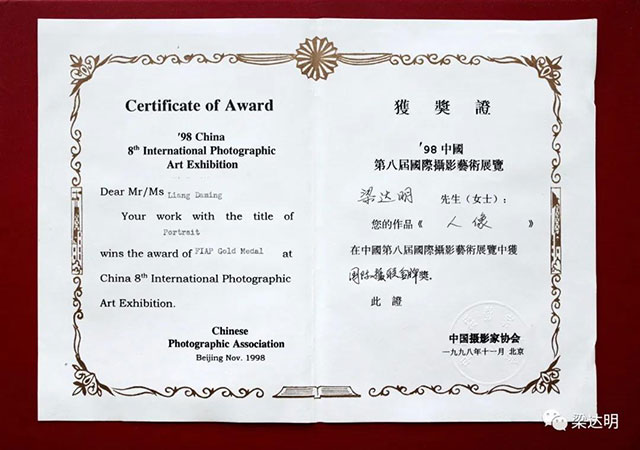 Certificate of Award
'98 China
8th International Photographic
Art Exhibition
Dear Mr/Ms Liang Daming
Your work with the title of
Portrait
wins the award of FIAP Gold Medal at
China 8th International Photographic
Art Exhibition.
Chinese
Photographic Association
Beijing Nov. 1998
獲獎證
'98 中國
第八屆國際攝影藝術展覽
梁达明 先生(女士):
您的作品《 人像 》
在中國第八屆國際攝影藝術展覽中獲
国际攝联金牌獎.
此證
中国摄影家协会
一九九八年十一月 北京
梁达明